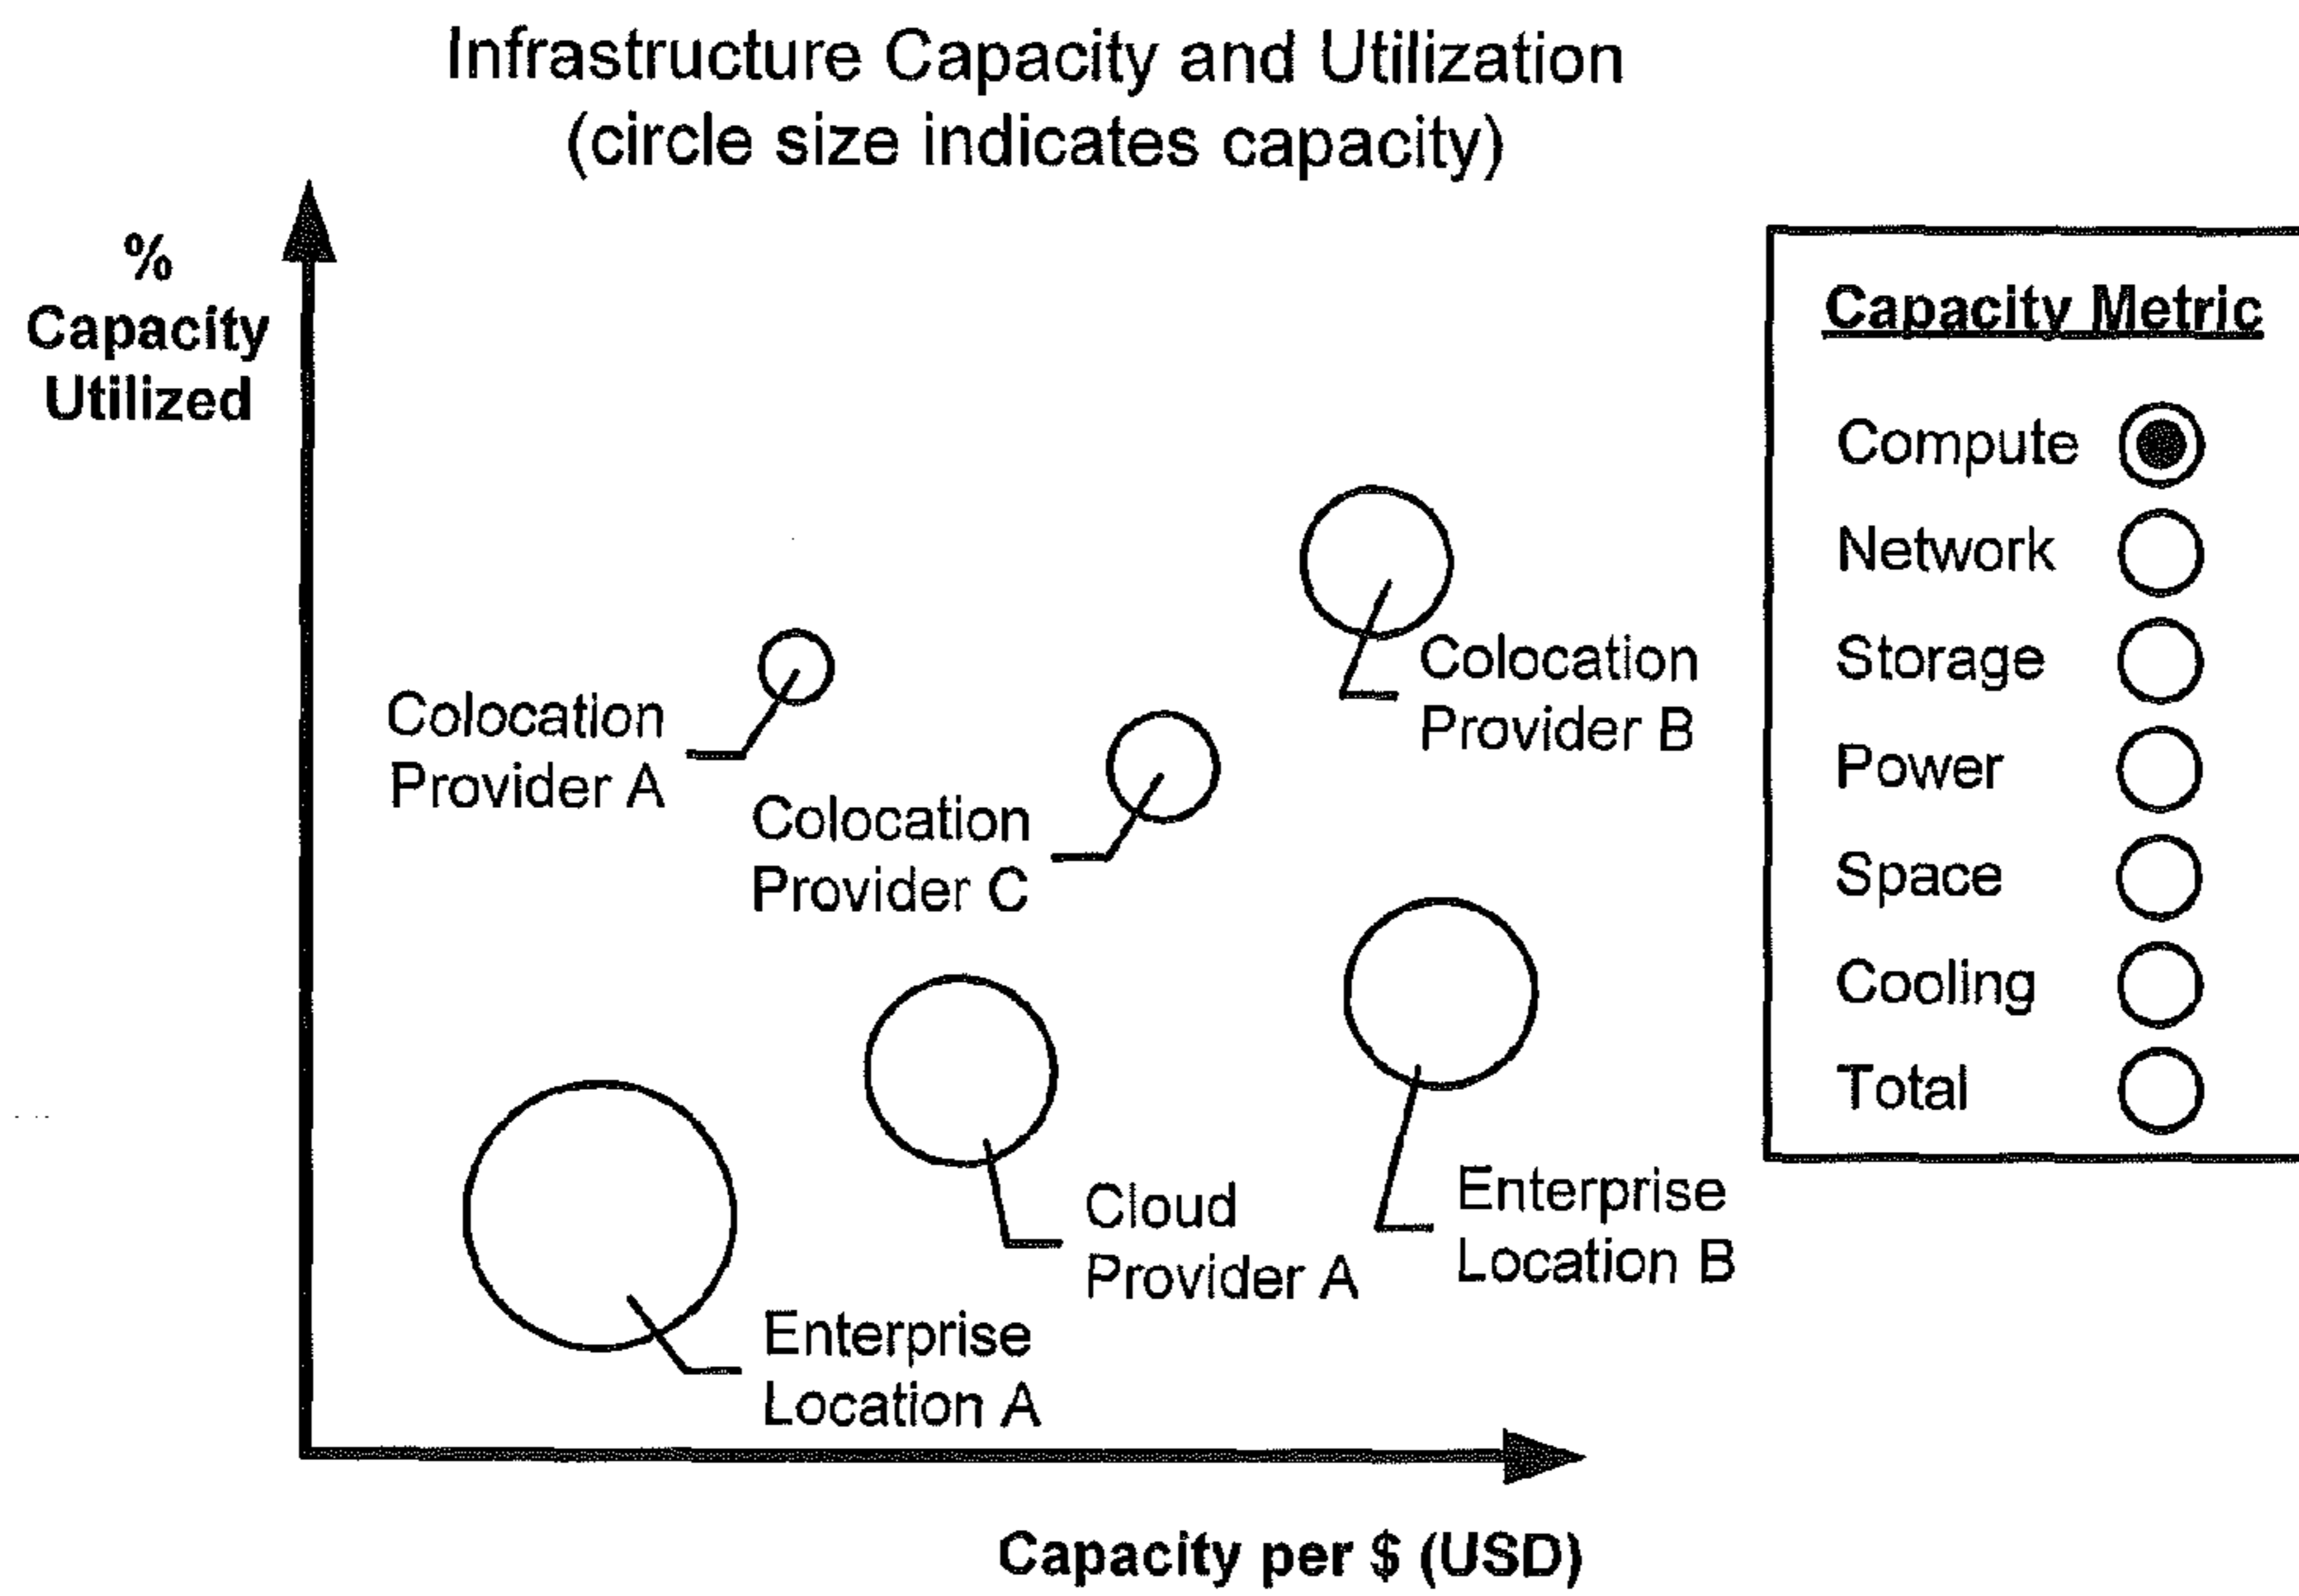 Infrastructure Capacity and Utilization
(circle size indicates capacity)
%
Capacity
Utilized
Capacity Metric
Compute
Network
Storage
Power
Space
Cooling
Total
Colocation
Provider B
Colocation
Provider A
Colocation
Provider C
Cloud
Provider A
Enterprise
Location B
Enterprise
Location A
Capacity per $ (USD)